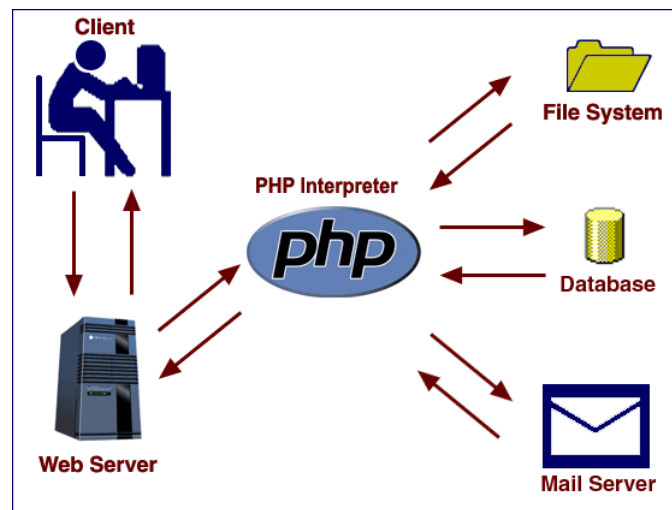 Client
File System
PHP Interpreter
php
Database
Web Server
Mail Server